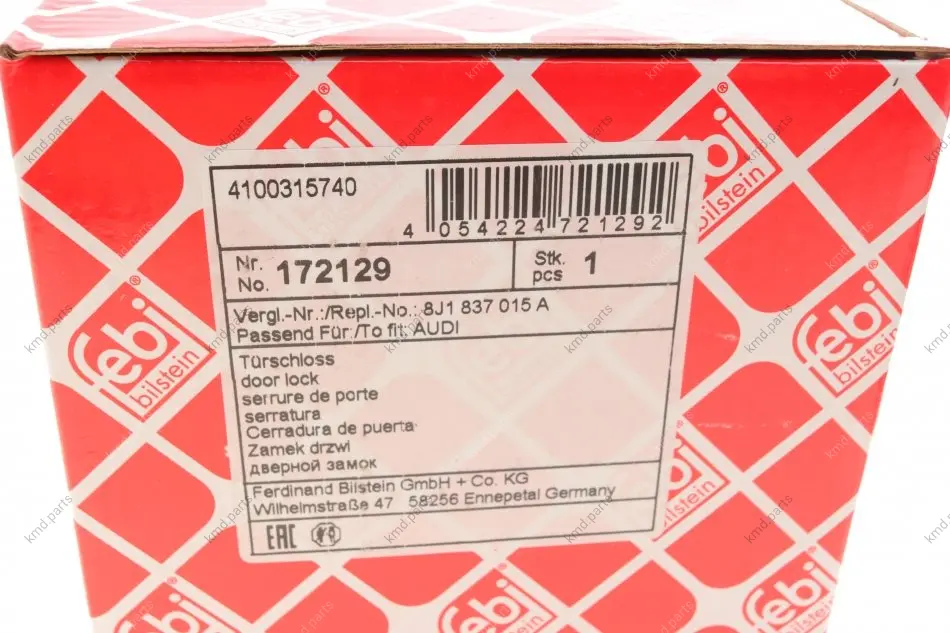 febi®
bilstein
4100315740
4 054224 721292
Nr.
No. 172129
Stk.
pcs 1
Vergl.-Nr.:/Repl.-No.: 8J1 837 015 A
Passend Für:/To fit: AUDI
Türschloss
door lock
serrure de porte
serratura
Cerradura de puerta
Zamek drzwi
дверной замок
Ferdinand Bilstein GmbH + Co. KG
Wilhelmstraße 47 58256 Ennepetal Germany
EAC
febi®
bilstein
febi
bilstein
bilstein
febi
febi
bilstein
kmd.parts